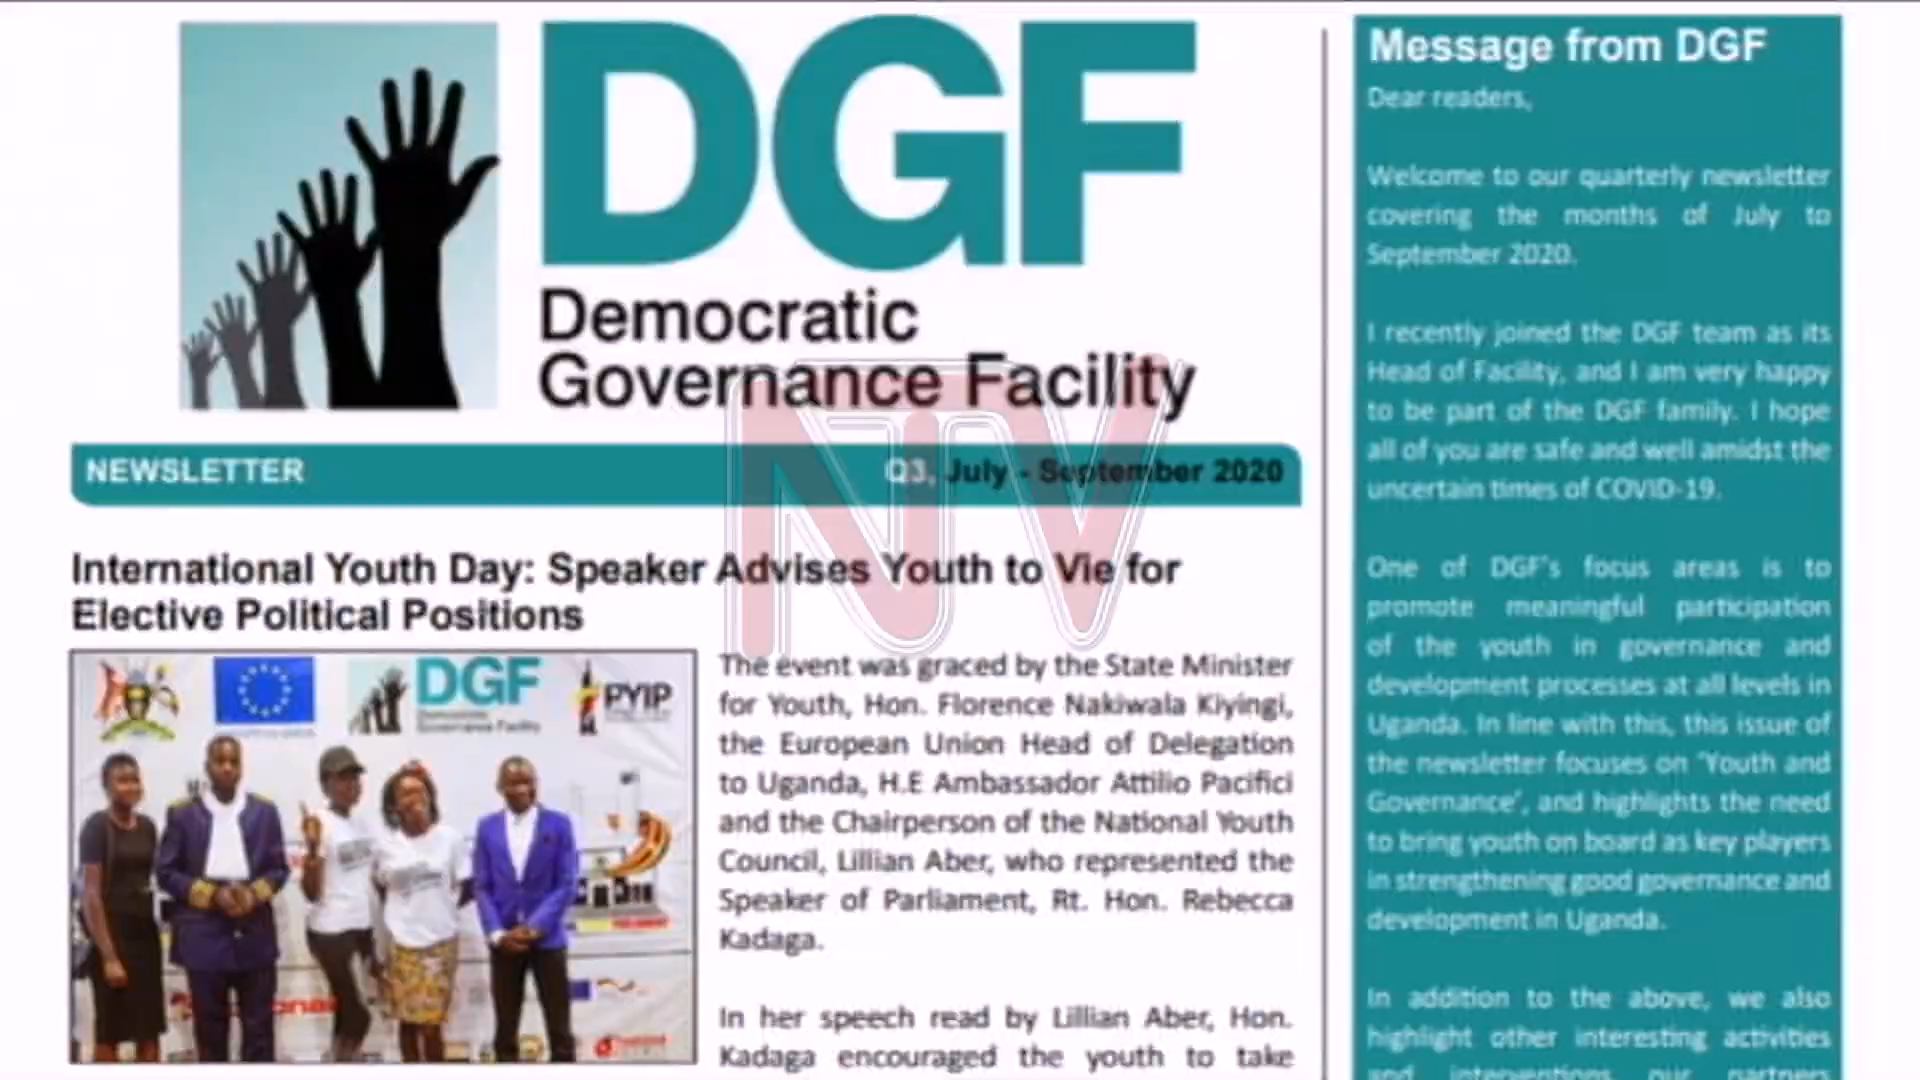 DGF
Democratic
Governance Facility
NTV
NEWSLETTER
Q3, July - September 2020
International Youth Day: Speaker Advises Youth to Vie for
Elective Political Positions
DGF
Governance Facility
PYIP
The event was graced by the State Minister
for Youth, Hon. Florence Nakiwala Kiyingi,
the European Union Head of Delegation
to Uganda, H.E Ambassador Attilio Pacifici
and the Chairperson of the National Youth
Council, Lillian Aber, who represented the
Speaker of Parliament, Rt. Hon. Rebecca
Kadaga.
In her speech read by Lillian Aber, Hon.
Kadaga encouraged the youth to take
Message from DGF
Dear readers,
Welcome to our quarterly newsletter
covering the months of July to
September 2020.
I recently joined the DGF team as its
Head of Facility, and I am very happy
to be part of the DGF family. I hope
all of you are safe and well amidst the
uncertain times of COVID-19.
One of DGF's focus areas is to
promote meaningful participation
of the youth in governance and
development processes at all levels in
Uganda. In line with this, this issue of
the newsletter focuses on 'Youth and
Governance', and highlights the need
to bring youth on board as key players
in strengthening good governance and
development in Uganda.
In addition to the above, we also
highlight other interesting activities
and interventions our partners